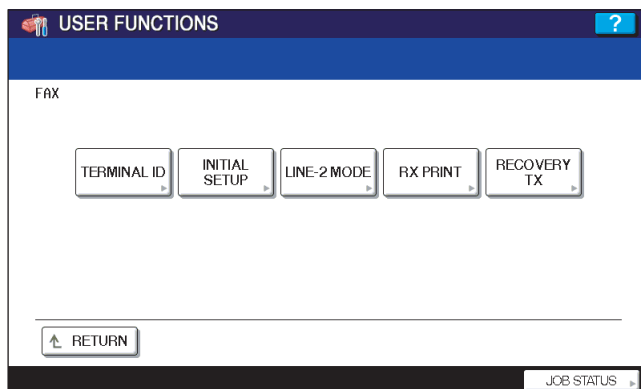 USER FUNCTIONS
?
FAX
TERMINAL ID
INITIAL
SETUP
LINE-2 MODE
RX PRINT
RECOVERY
TX
RETURN
JOB STATUS